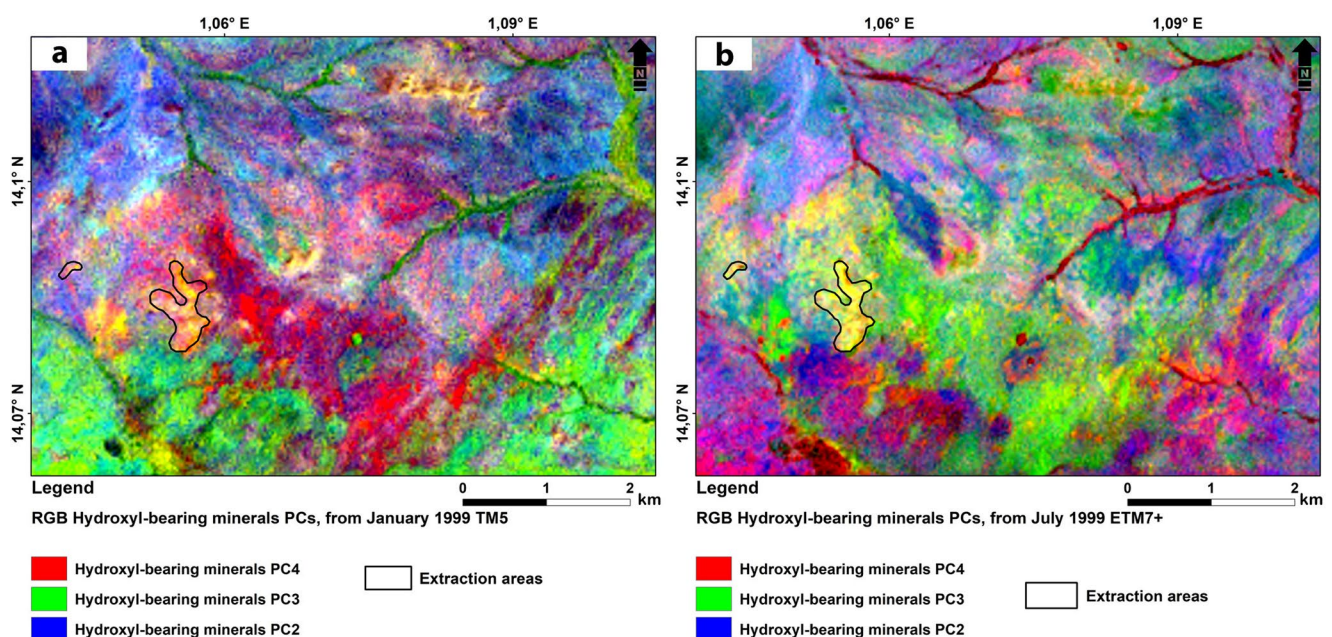 1,06° E
1,09° E
a
N
14,1° N
14,07° N
Legend
0 1 2 km
RGB Hydroxyl-bearing minerals PCs, from January 1999 TM5
Hydroxyl-bearing minerals PC4
Hydroxyl-bearing minerals PC3
Hydroxyl-bearing minerals PC2
Extraction areas
1,06° E
1,09° E
b
N
14,1° N
14,07° N
Legend
0 1 2 km
RGB Hydroxyl-bearing minerals PCs, from July 1999 ETM7+
Hydroxyl-bearing minerals PC4
Hydroxyl-bearing minerals PC3
Hydroxyl-bearing minerals PC2
Extraction areas